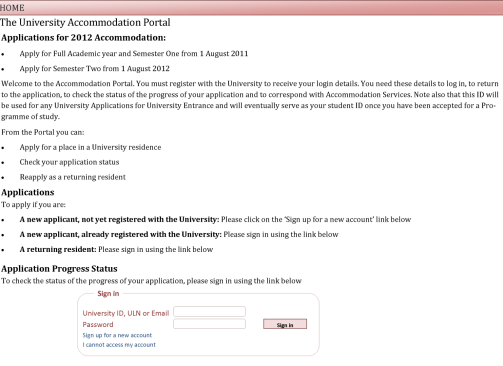 HOME
The University Accommodation Portal
Applications for 2012 Accommodation:
• Apply for Full Academic year and Semester One from 1 August 2011
• Apply for Semester Two from 1 August 2012
Welcome to the Accommodation Portal. You must register with the University to receive your login details. You need these details to log in, to return
to the application, to check the status of the progress of your application and to correspond with Accommodation Services. Note also that this ID will
be used for any University Applications for University Entrance and will eventually serve as your student ID once you have been accepted for a Pro-
gramme of study.
From the Portal you can:
• Apply for a place in a University residence
• Check your application status
• Reapply as a returning resident
Applications
To apply if you are:
• A new applicant, not yet registered with the University: Please click on the 'Sign up for a new account' link below
• A new applicant, already registered with the University: Please sign in using the link below
• A returning resident: Please sign in using the link below
Application Progress Status
To check the status of the progress of your application, please sign in using the link below
Sign in
University ID, ULN or Email
Password Sign in
Sign up for a new account
I cannot access my account